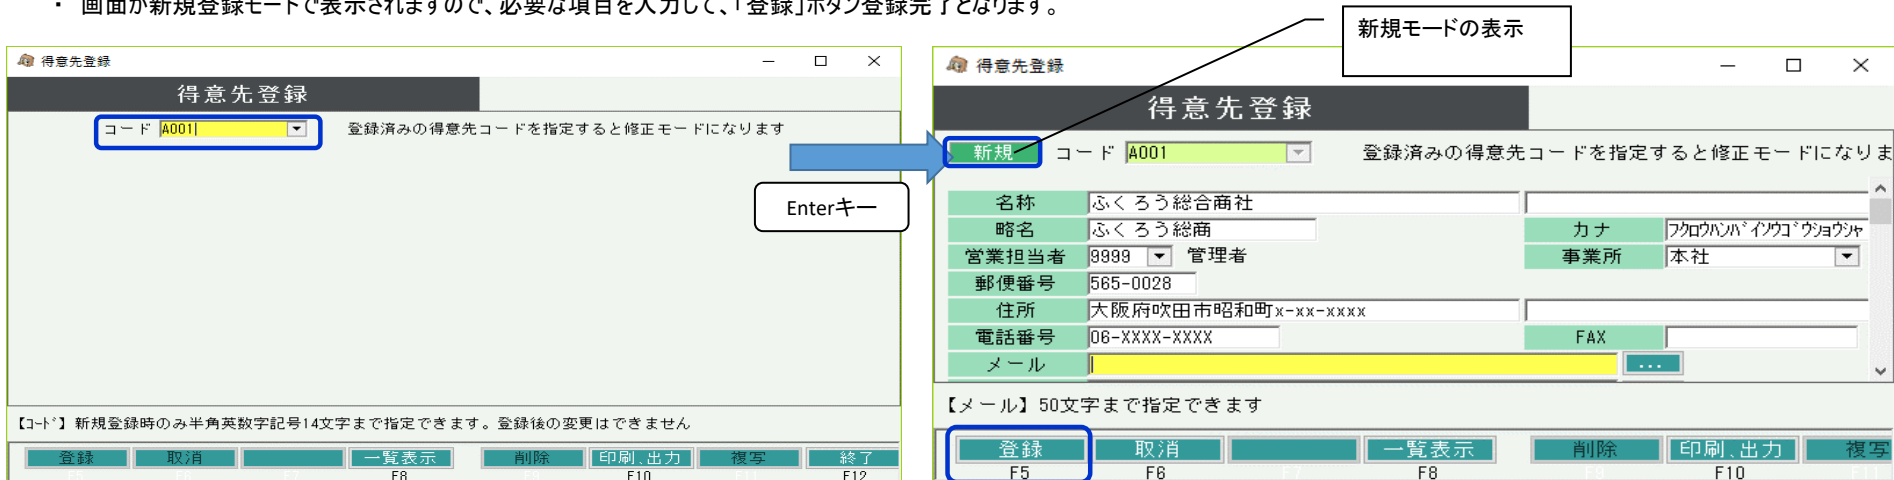 ・ 画面が新規登録モードで表示されますので、必要な項目を入力して、「登録」ボタン登録完了となります。
新規モードの表示
得意先登録
得意先登録
コード A001
登録済みの得意先コードを指定すると修正モードになります
Enterキー
【コード】新規登録時のみ半角英数字記号14文字まで指定できます。登録後の変更はできません
登録 取消 一覧表示 削除 印刷、出力 複写 終了
F5 F6 F7 F8 F9 F10 F11 F12
得意先登録
得意先登録
新規 コード A001 登録済みの得意先コードを指定すると修正モードになりま
名称 ふくろう総合商社
略名 ふくろう総商 カナ フクロウハンバイソウゴウショウシャ
営業担当者 9999 管理者 事業所 本社
郵便番号 565-0028
住所 大阪府吹田市昭和町x-xx-xxxx
電話番号 06-XXXX-XXXX FAX
メール ...
【メール】50文字まで指定できます
登録 取消 一覧表示 削除 印刷、出力 複写
F5 F6 F7 F8 F9 F10 F11